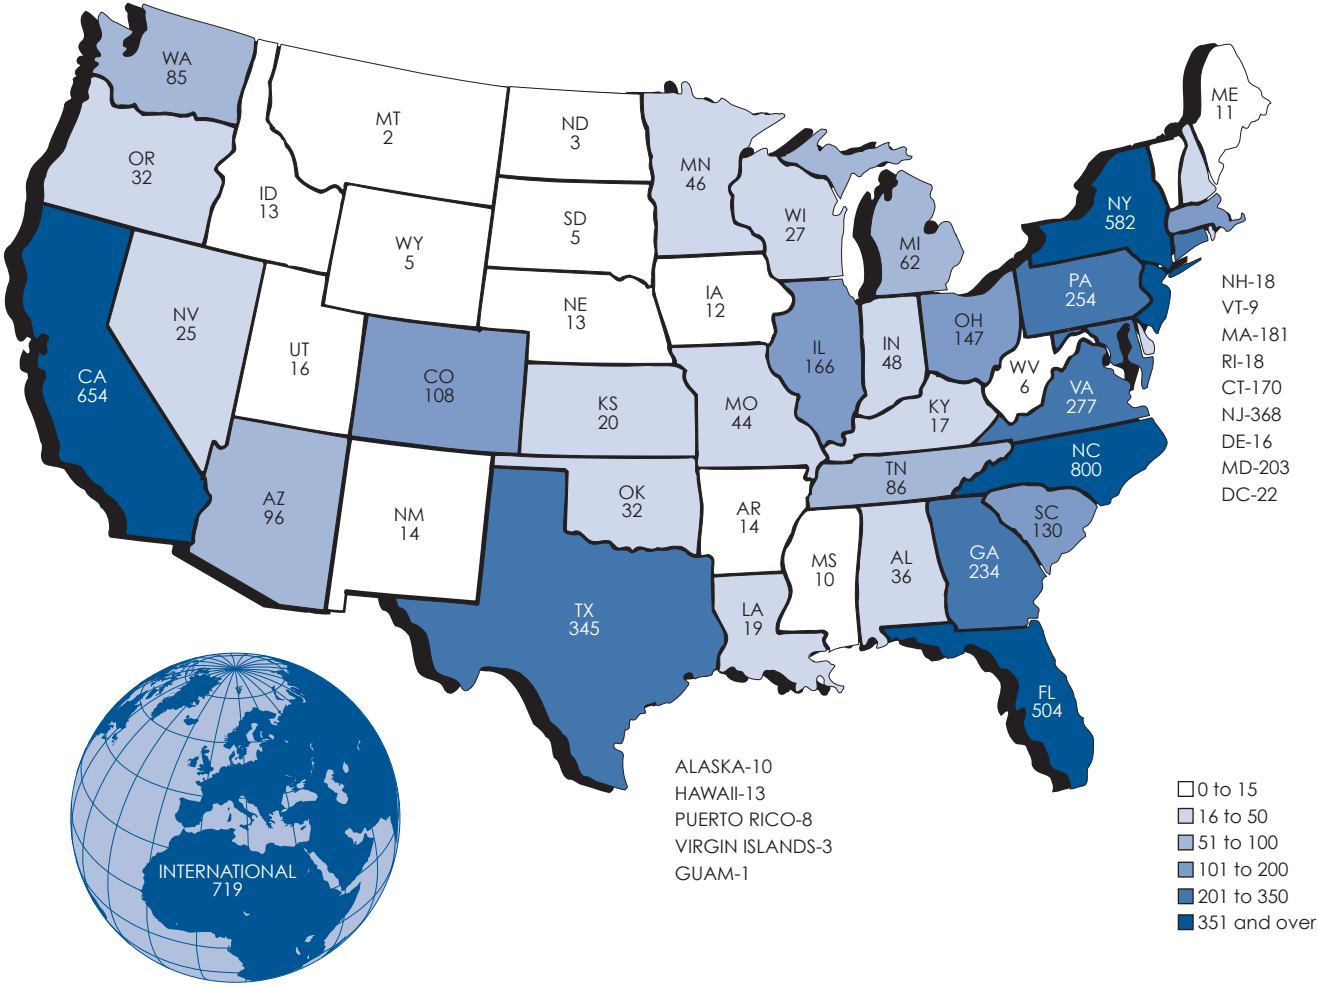 WA
85
OR
32
CA
654
ID
13
NV
25
MT
2
WY
5
UT
16
AZ
96
CO
108
NM
14
ND
3
SD
5
NE
13
KS
20
OK
32
TX
345
MN
46
IA
12
MO
44
AR
14
LA
19
WI
27
IL
166
MS
10
MI
62
IN
48
KY
17
TN
86
AL
36
OH
147
WV
6
GA
234
FL
504
SC
130
NC
800
VA
277
PA
254
NY
582
ME
11
NH-18
VT-9
MA-181
RI-18
CT-170
NJ-368
DE-16
MD-203
DC-22
INTERNATIONAL
719
ALASKA-10
HAWAII-13
PUERTO RICO-8
VIRGIN ISLANDS-3
GUAM-1
0 to 15
16 to 50
51 to 100
101 to 200
201 to 350
351 and over